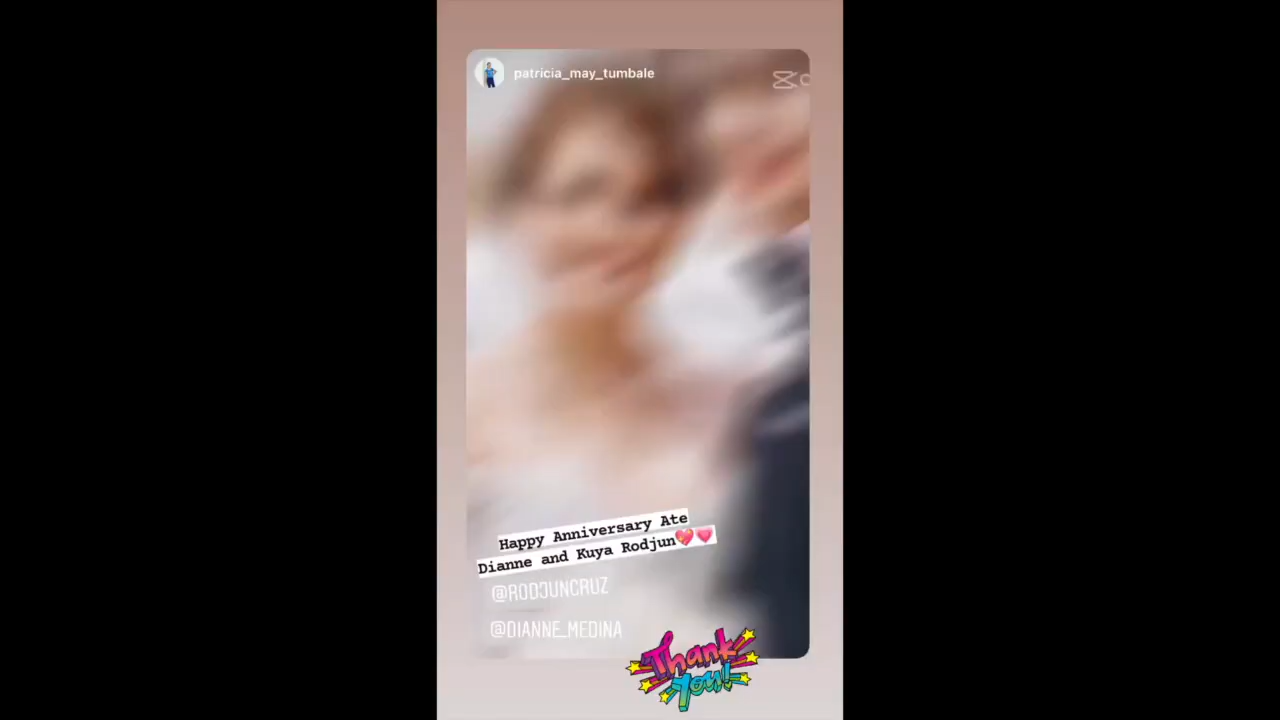 patricia_may_tumbale
Happy Anniversary Ate
Dianne and Kuya Rodjun💖💗
@RODJUNCRUZ
@DIANNE_MEDINA
Thank
You!